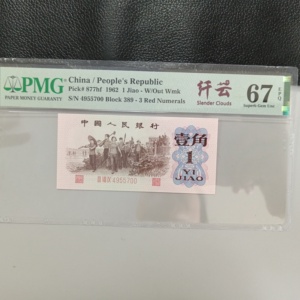 PMG
PAPER MONEY GUARANTY
China / People's Republic
Pick# 877hf 1962 1 Jiao - W/Out Wmk
S/N 4955700 Block 389 - 3 Red Numerals
纤云
Slender Clouds
67 EPQ
Superb Gem Unc
中国人民银行
壹角
1
YI
JIAO
4955700